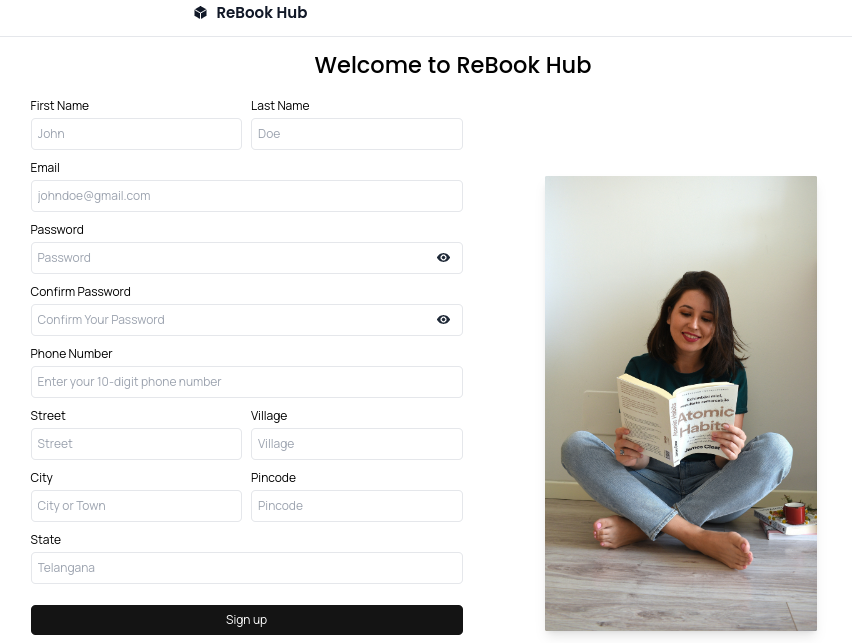 ReBook Hub
Welcome to ReBook Hub
First Name
Last Name
John
Doe
Email
johndoe@gmail.com
Password
Password
Confirm Password
Confirm Your Password
Phone Number
Enter your 10-digit phone number
Street
Village
Street
Village
City
Pincode
City or Town
Pincode
State
Telangana
Sign up
Atomic
Habits
James Clear